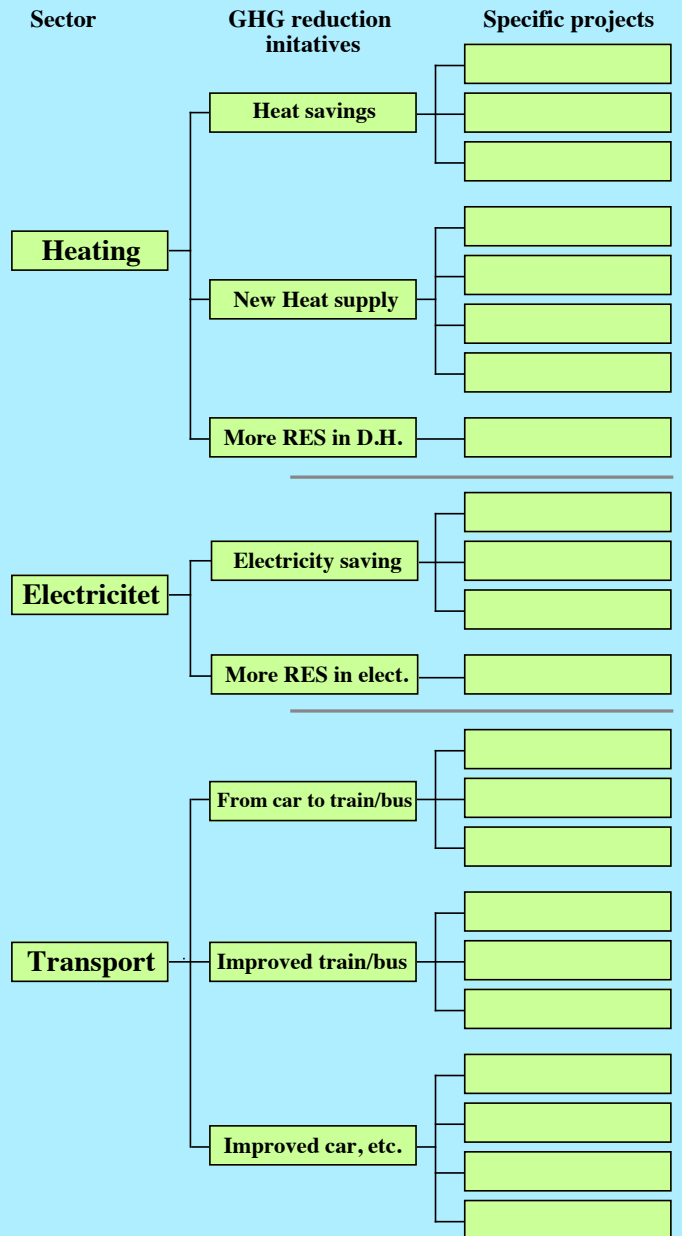 Sector
GHG reduction
initatives
Specific projects
Heat savings
Heating
New Heat supply
More RES in D.H.
Electricity saving
Electricitet
More RES in elect.
From car to train/bus
Transport
Improved train/bus
Improved car, etc.